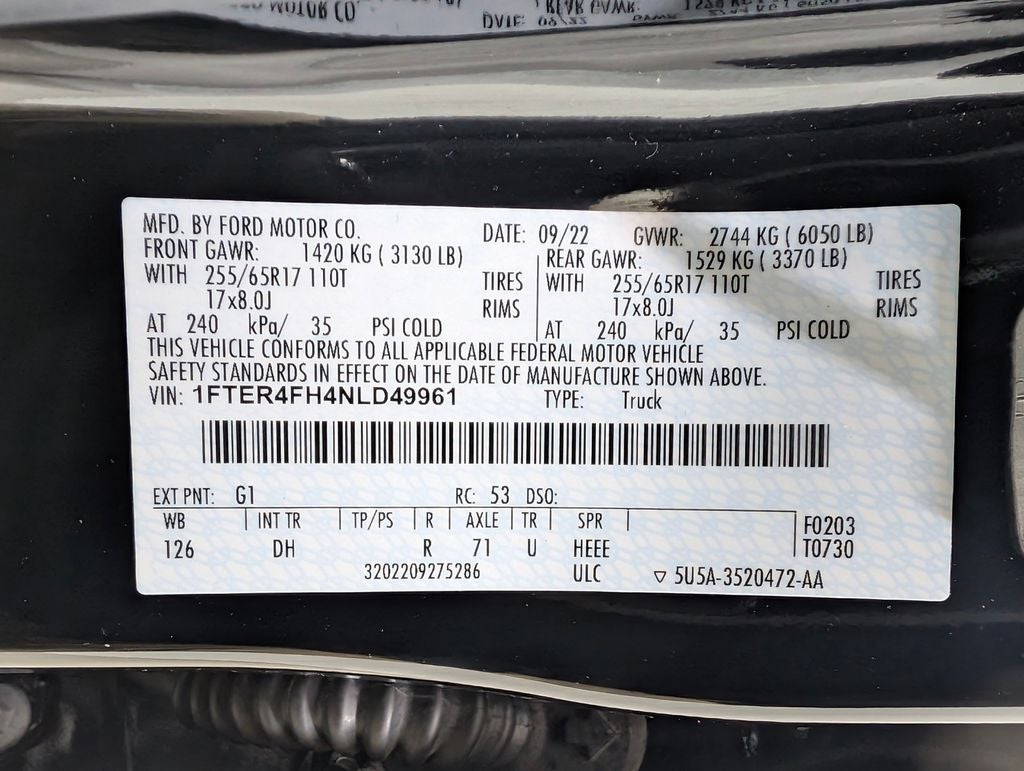 MFD. BY FORD MOTOR CO. DATE: 09/22 GVWR: 2744 KG ( 6050 LB)
FRONT GAWR: 1420 KG ( 3130 LB) REAR GAWR: 1529 KG ( 3370 LB)
WITH 255/65R17 110T TIRES WITH 255/65R17 110T TIRES
17x8.0J RIMS 17x8.0J RIMS
AT 240 kPa/ 35 PSI COLD AT 240 kPa/ 35 PSI COLD
THIS VEHICLE CONFORMS TO ALL APPLICABLE FEDERAL MOTOR VEHICLE
SAFETY STANDARDS IN EFFECT ON THE DATE OF MANUFACTURE SHOWN ABOVE.
VIN: 1FTER4FH4NLD49961 TYPE: Truck
EXT PNT: G1 RC: 53 DSO:
WB INT TR TP/PS R AXLE TR SPR F0203
126 DH R 71 U HEEE T0730
3202209275286 ULC ▽ 5U5A-3520472-AA